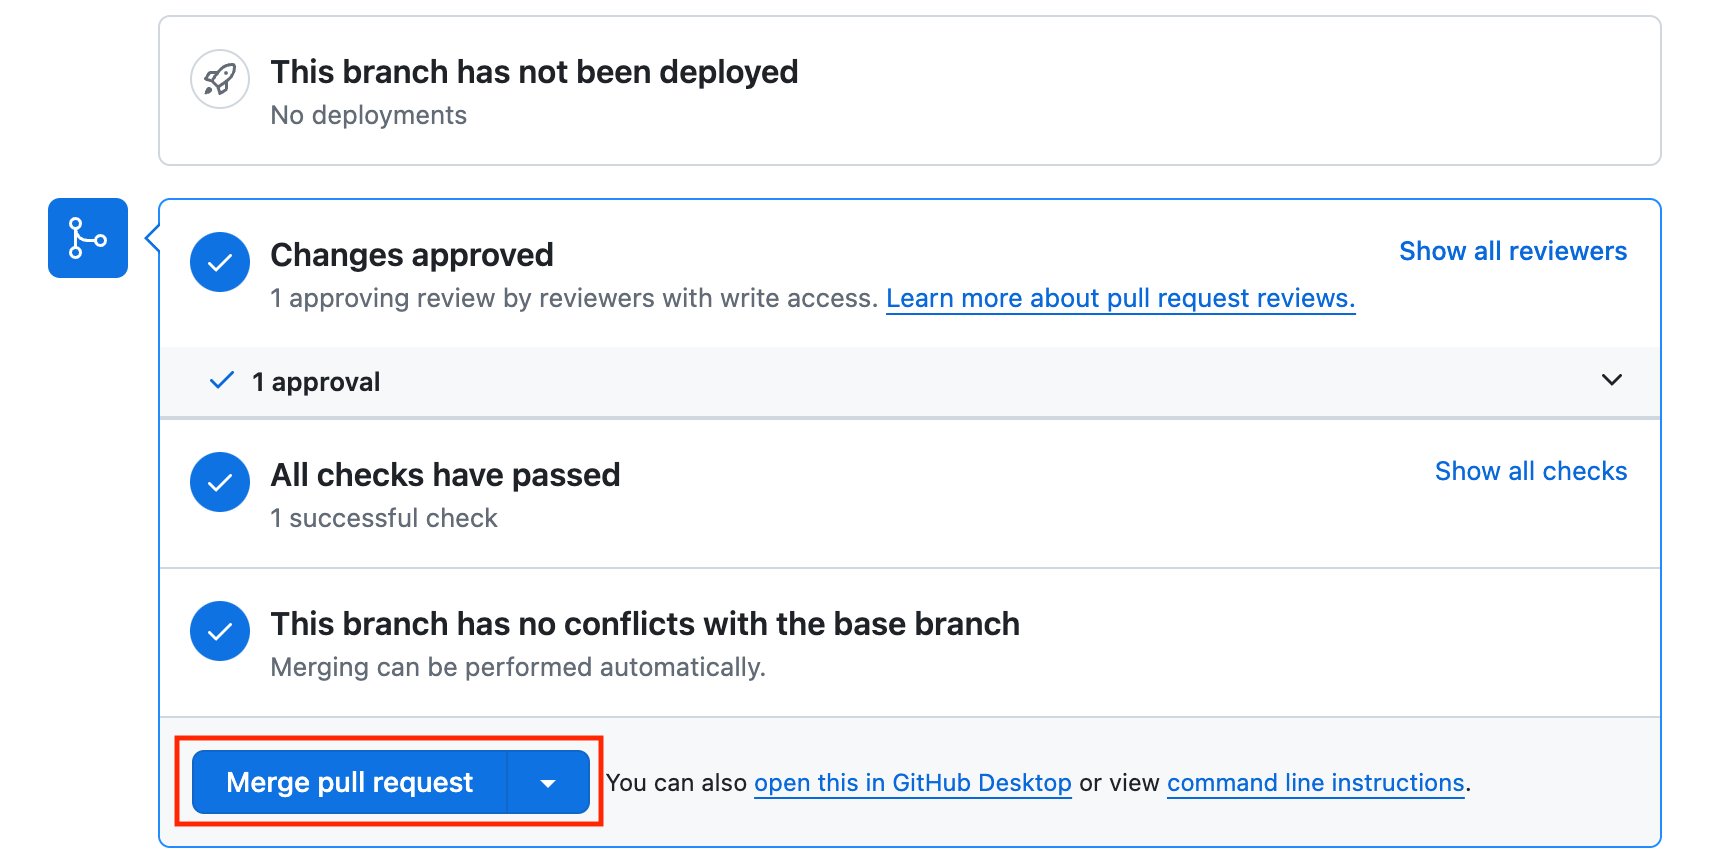 This branch has not been deployed
No deployments
Changes approved
Show all reviewers
1 approving review by reviewers with write access. Learn more about pull request reviews.
1 approval
All checks have passed
Show all checks
1 successful check
This branch has no conflicts with the base branch
Merging can be performed automatically.
Merge pull request
You can also open this in GitHub Desktop or view command line instructions.